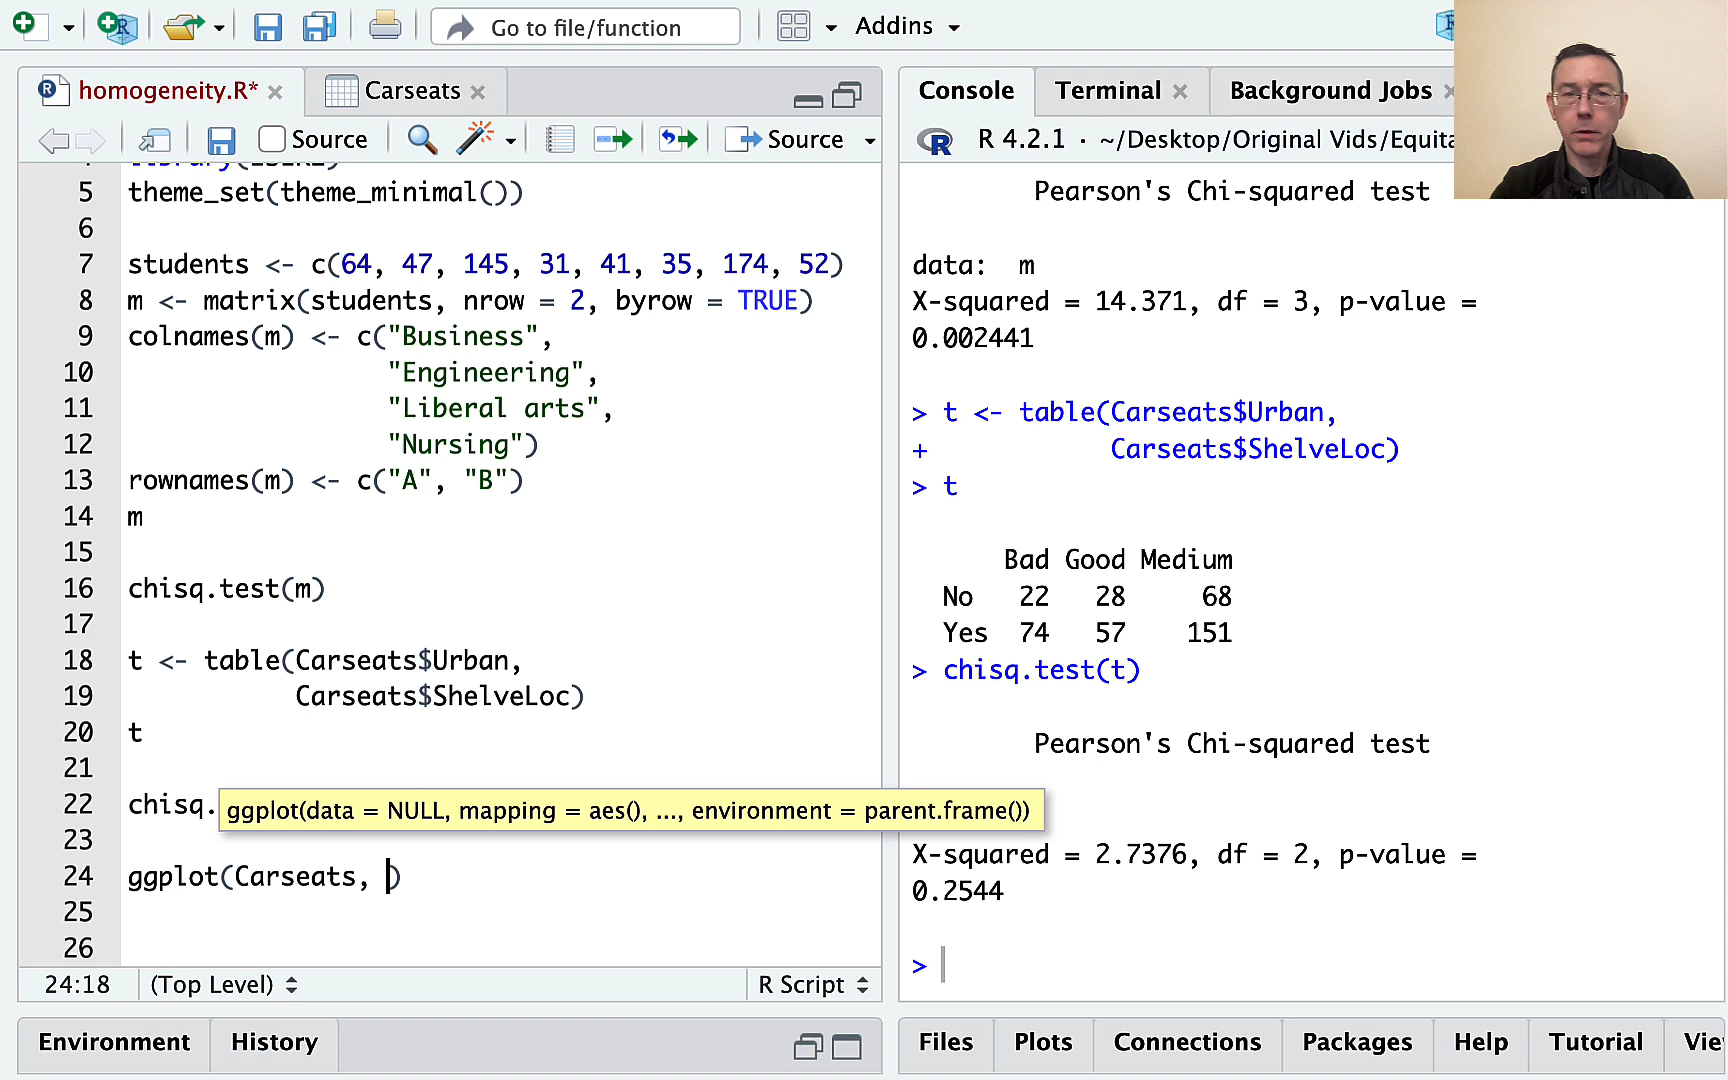 Go to file/function
Addins
homogeneity.R*
Carseats
Source
Source
5 theme_set(theme_minimal())
6
7 students <- c(64, 47, 145, 31, 41, 35, 174, 52)
8 m <- matrix(students, nrow = 2, byrow = TRUE)
9 colnames(m) <- c("Business",
10 "Engineering",
11 "Liberal arts",
12 "Nursing")
13 rownames(m) <- c("A", "B")
14 m
15
16 chisq.test(m)
17
18 t <- table(Carseats$Urban,
19 Carseats$ShelveLoc)
20 t
21
22 chisq.
ggplot(data = NULL, mapping = aes(), ..., environment = parent.frame())
23
24 ggplot(Carseats, )
25
26
24:18 (Top Level) R Script
Environment History
Console Terminal Background Jobs
R 4.2.1 · ~/Desktop/Original Vids/Equita
Pearson's Chi-squared test
data: m
X-squared = 14.371, df = 3, p-value =
0.002441
> t <- table(Carseats$Urban,
+ Carseats$ShelveLoc)
> t
Bad Good Medium
No 22 28 68
Yes 74 57 151
> chisq.test(t)
Pearson's Chi-squared test
X-squared = 2.7376, df = 2, p-value =
0.2544
>
Files Plots Connections Packages Help Tutorial Vie